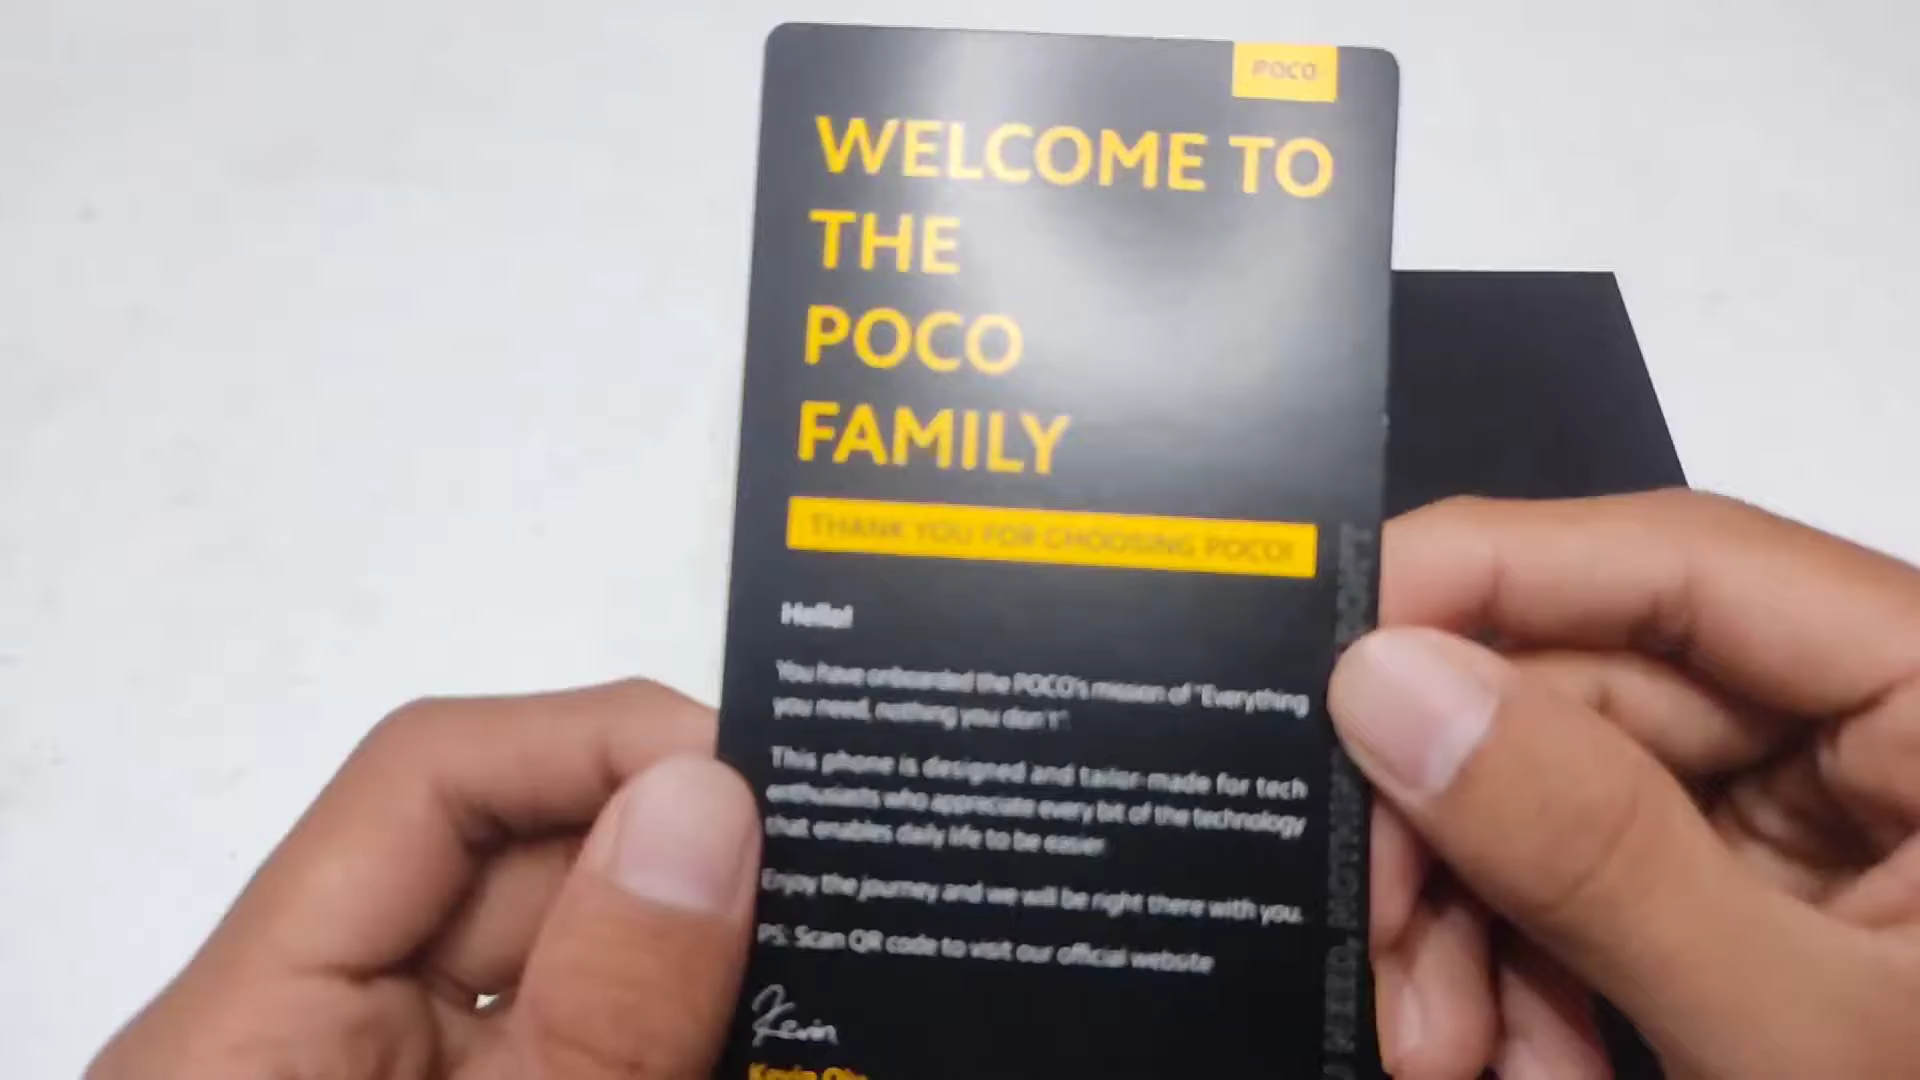 POCO
WELCOME TO
THE
POCO
FAMILY
THANK YOU FOR CHOOSING POCO!
Hello!
You have onboarded the POCO's mission of "Everything
you need, nothing you don't".
This phone is designed and tailor-made for tech
enthusiasts who appreciate every bit of the technology
that enables daily life to be easier.
Enjoy the journey and we will be right there with you.
PS: Scan QR code to visit our official website
Kevin
Kevin
NEED, NOTHING